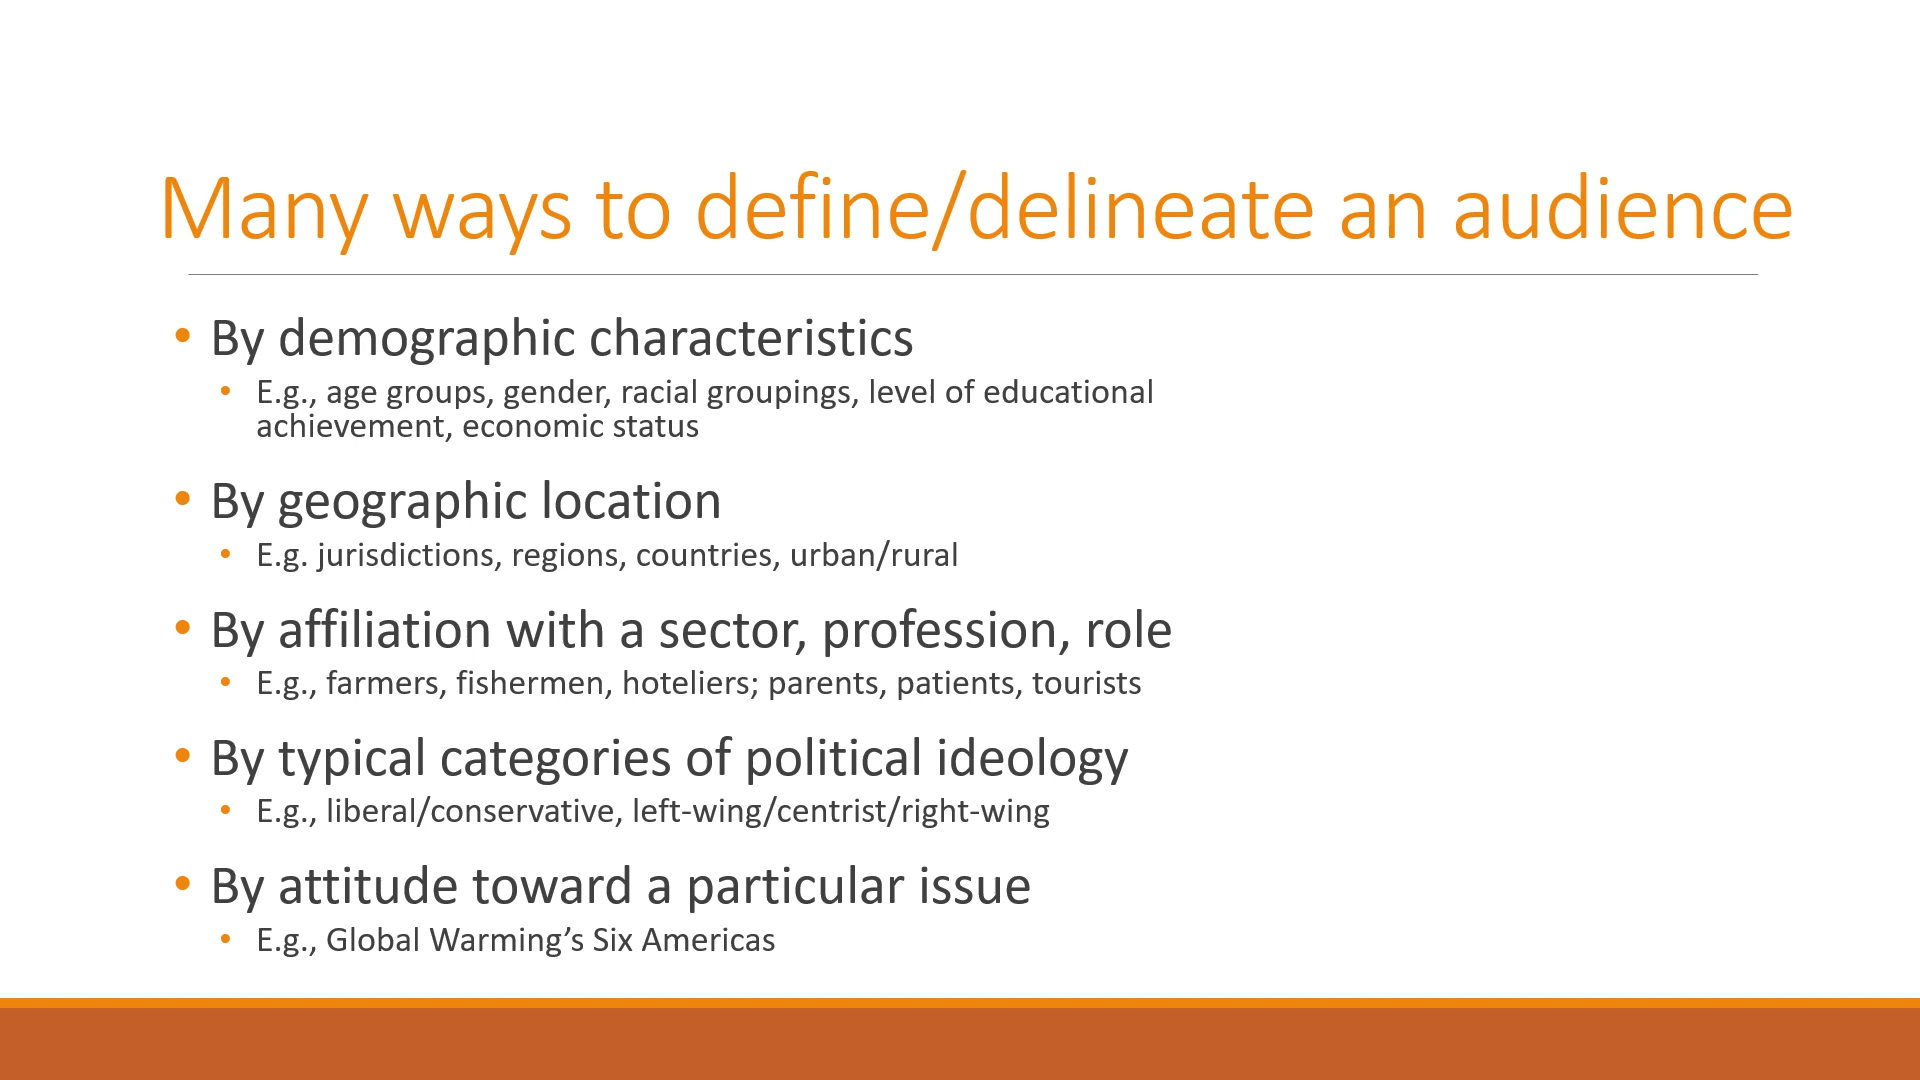 Many ways to define/delineate an audience
• By demographic characteristics
• E.g., age groups, gender, racial groupings, level of educational
achievement, economic status
• By geographic location
• E.g. jurisdictions, regions, countries, urban/rural
• By affiliation with a sector, profession, role
• E.g., farmers, fishermen, hoteliers; parents, patients, tourists
• By typical categories of political ideology
• E.g., liberal/conservative, left-wing/centrist/right-wing
• By attitude toward a particular issue
• E.g., Global Warming’s Six Americas